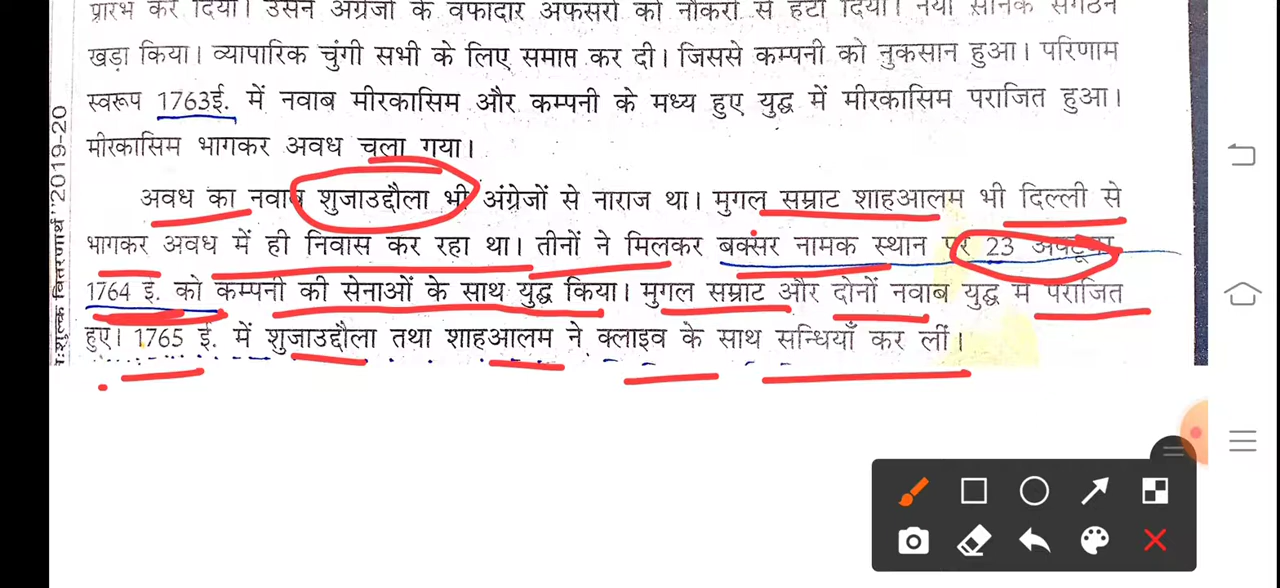 प्रारंभ कर दिया। उसने अंग्रेजों के वफादार अफसरों को नौकरी से हटा दिया। नया सैनिक संगठन
खड़ा किया। व्यापारिक चुंगी सभी के लिए समाप्त कर दी। जिससे कम्पनी को नुकसान हुआ। परिणाम
स्वरूप 1763ई. में नवाब मीरकासिम और कम्पनी के मध्य हुए युद्ध में मीरकासिम पराजित हुआ।
मीरकासिम भागकर अवध चला गया।
अवध का नवाब शुजाउद्दौला भी अंग्रेजों से नाराज था। मुगल सम्राट शाहआलम भी दिल्ली से
भागकर अवध में ही निवास कर रहा था। तीनों ने मिलकर बक्सर नामक स्थान पर 23 अक्टूबर
1764 ई. को कम्पनी की सेनाओं के साथ युद्ध किया। मुगल सम्राट और दोनों नवाब युद्ध में पराजित
हुए। 1765 ई. में शुजाउद्दौला तथा शाहआलम ने क्लाइव के साथ सन्धियाँ कर लीं।
:शुल्क वितरणार्थ"2019-20